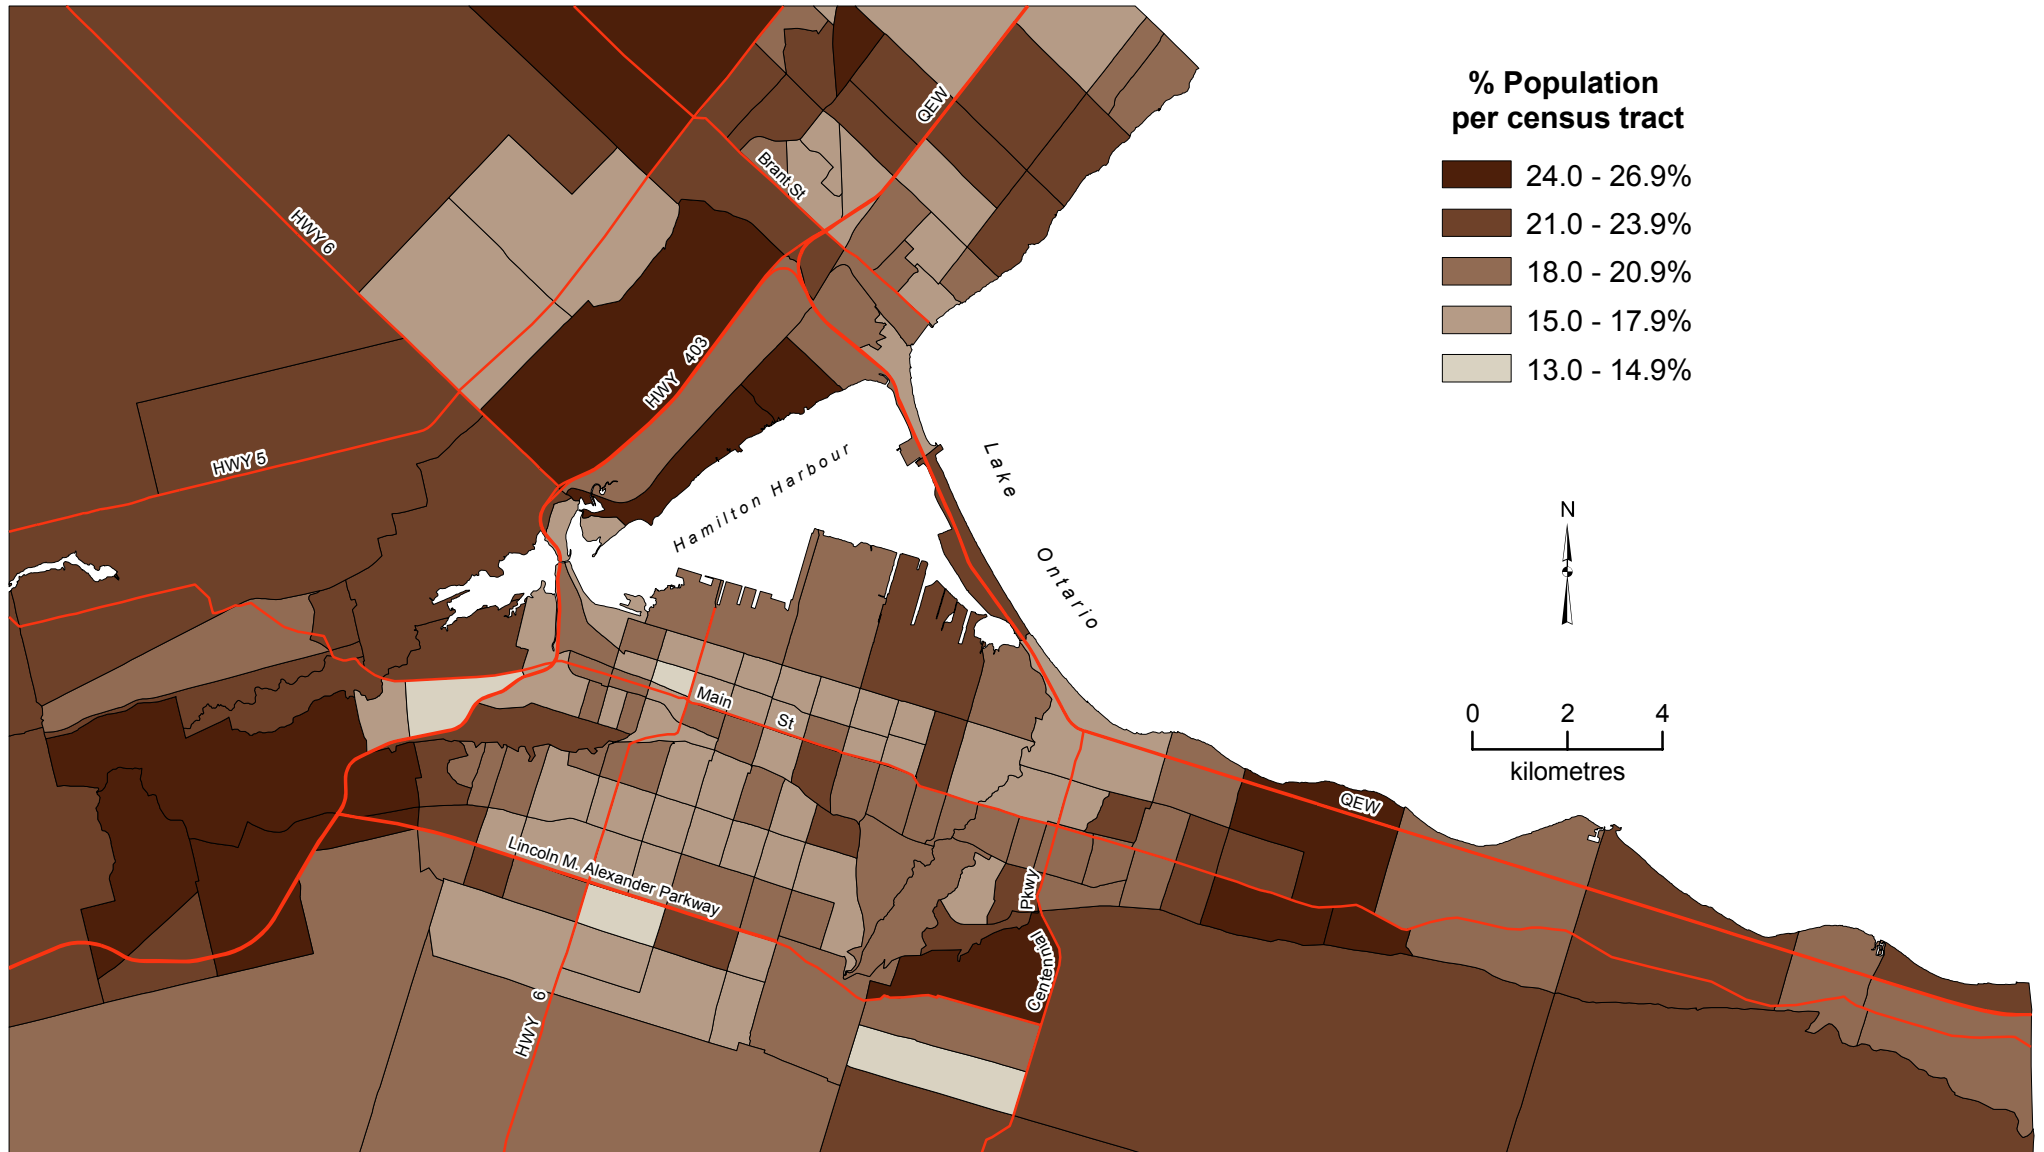 % Population
per census tract
24.0 - 26.9%
21.0 - 23.9%
18.0 - 20.9%
15.0 - 17.9%
13.0 - 14.9%
QEW
Brant St
HWY 6
HWY 403
HWY 5
Hamilton Harbour
Lake Ontario
N
0 2 4
kilometres
Main St
QEW
Lincoln M. Alexander Parkway
Centennial Pkwy
HWY 6